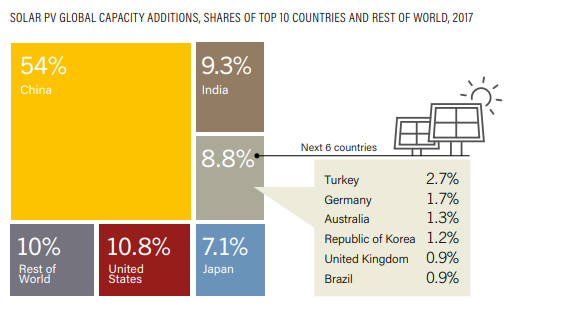 SOLAR PV GLOBAL CAPACITY ADDITIONS, SHARES OF TOP 10 COUNTRIES AND REST OF WORLD, 2017
54%
China
9.3%
India
8.8%
Next 6 countries
Turkey 2.7%
Germany 1.7%
Australia 1.3%
Republic of Korea 1.2%
United Kingdom 0.9%
Brazil 0.9%
10%
Rest of
World
10.8%
United
States
7.1%
Japan